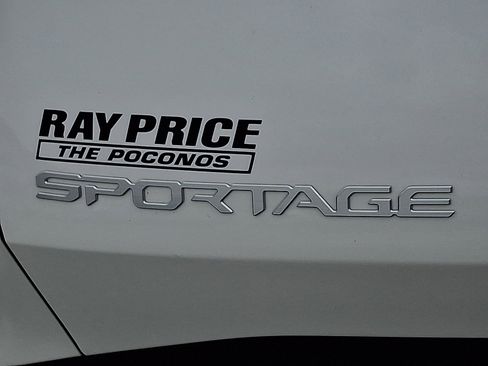 RAY PRICE
THE POCONOS
SPORTAGE